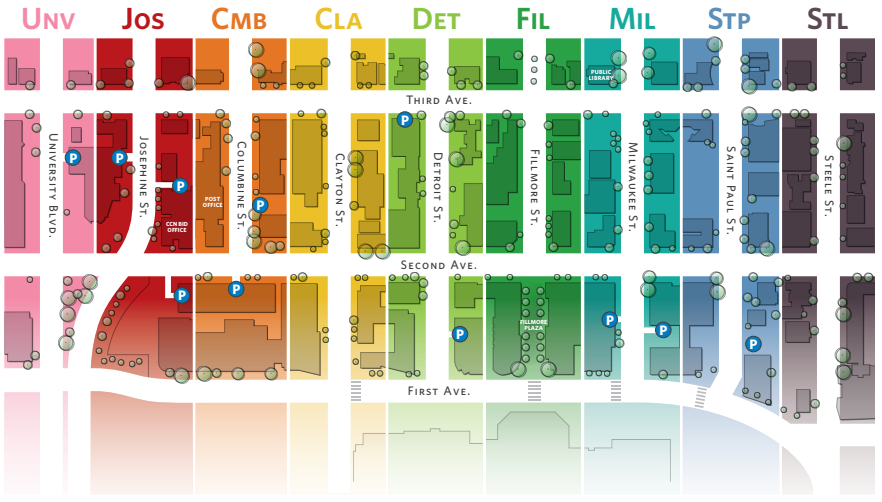 UNV JOS CMB CLA DET FIL MIL STP STL
PUBLIC
LIBRARY
THIRD AVE.
P
UNIVERSITY BLVD.
P
P
JOSEPHINE ST.
P
CCN BID
OFFICE
POST
OFFICE
COLUMBINE ST.
P
CLAYTON ST.
DETROIT ST.
FILLMORE ST.
MILWAUKEE ST.
SAINT PAUL ST.
STEELE ST.
SECOND AVE.
P
P
P
FILLMORE
PLAZA
P
P
P
FIRST AVE.